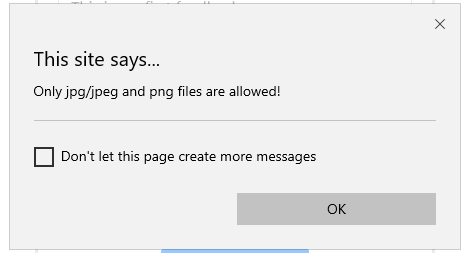 This site says...
Only jpg/jpeg and png files are allowed!
Don't let this page create more messages
OK